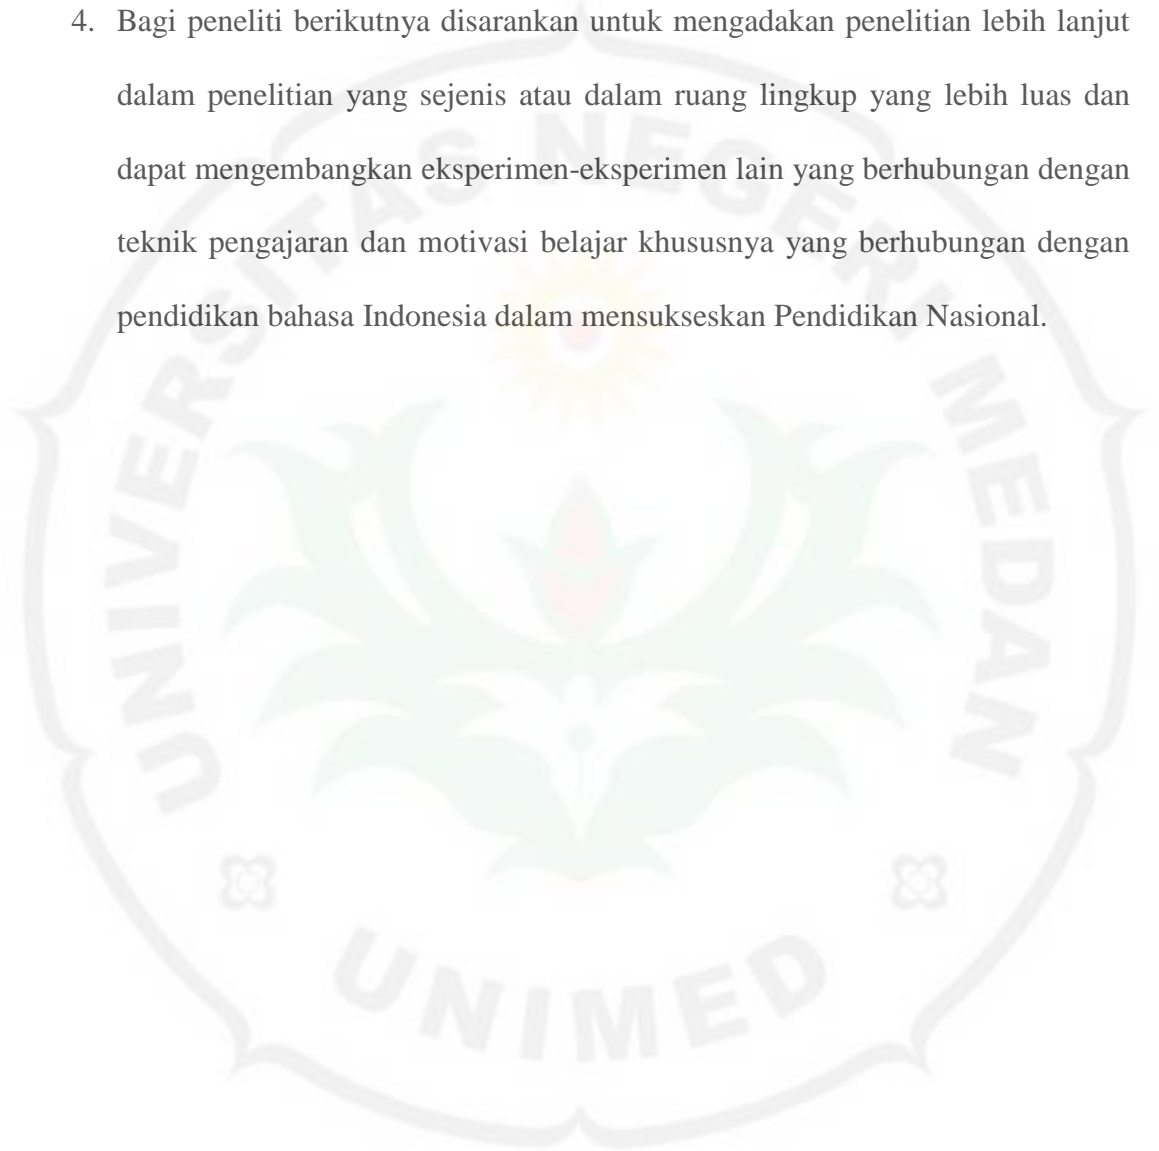 4. Bagi peneliti berikutnya disarankan untuk mengadakan penelitian lebih lanjut
dalam penelitian yang sejenis atau dalam ruang lingkup yang lebih luas dan
dapat mengembangkan eksperimen-eksperimen lain yang berhubungan dengan
teknik pengajaran dan motivasi belajar khususnya yang berhubungan dengan
pendidikan bahasa Indonesia dalam mensukseskan Pendidikan Nasional.
UNIVERSITAS NEGERI MEDAN
UNIMED